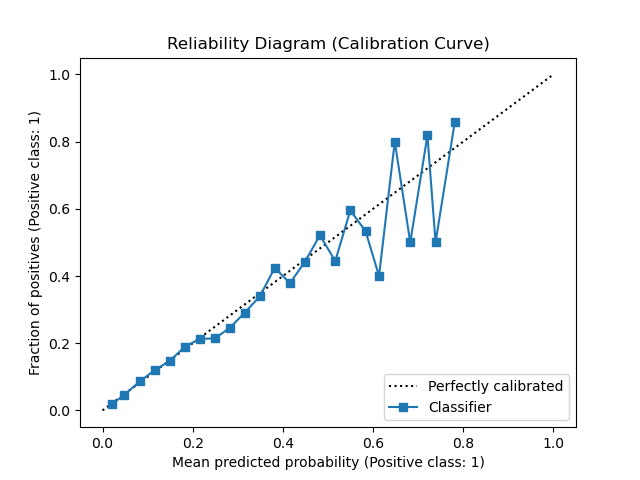 Reliability Diagram (Calibration Curve)
1.0
0.8
0.6
0.4
0.2
0.0
Fraction of positives (Positive class: 1)
Perfectly calibrated
Classifier
0.0 0.2 0.4 0.6 0.8 1.0
Mean predicted probability (Positive class: 1)